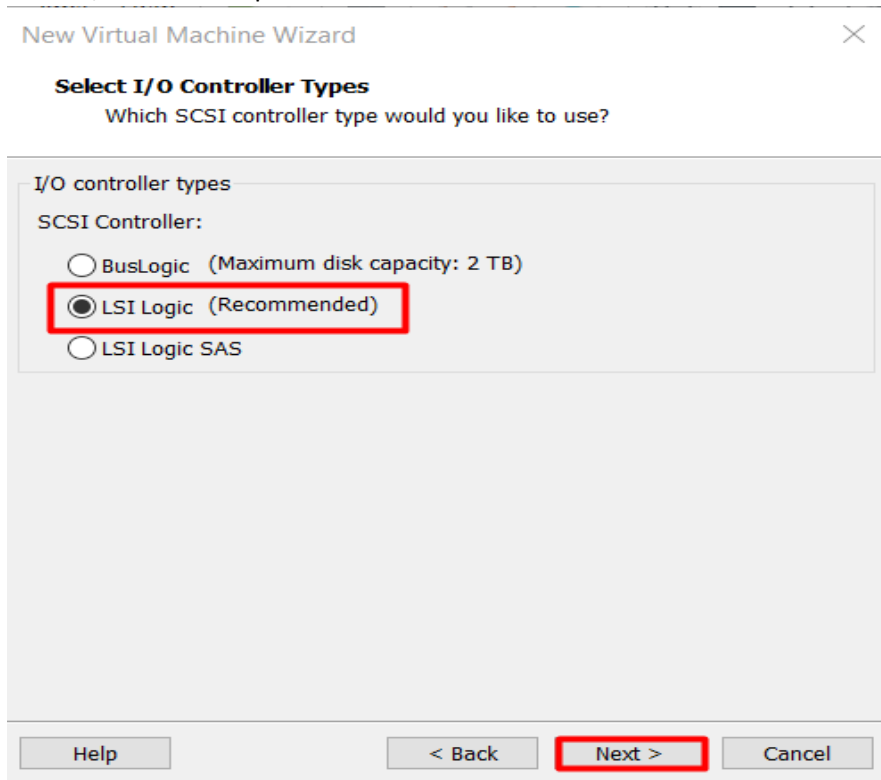 New Virtual Machine Wizard
Select I/O Controller Types
Which SCSI controller type would you like to use?
I/O controller types
SCSI Controller:
BusLogic (Maximum disk capacity: 2 TB)
LSI Logic (Recommended)
LSI Logic SAS
Help < Back Next > Cancel